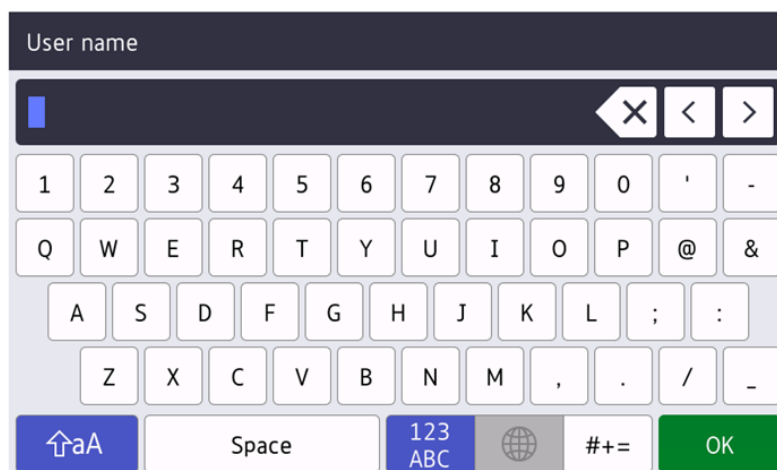 User name
1 2 3 4 5 6 7 8 9 0 ' -
Q W E R T Y U I O P @ &
A S D F G H J K L ; :
Z X C V B N M , . / _
aA Space 123 ABC #+= OK